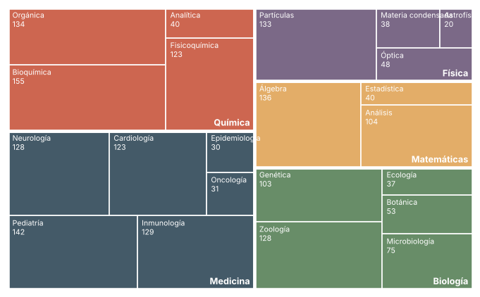 Orgánica
134
Analítica
40
Fisicoquímica
123
Bioquímica
155
Química
Partículas
133
Materia condensada
38
Astrofís
20
Óptica
48
Física
Álgebra
136
Estadística
40
Análisis
104
Matemáticas
Neurología
128
Cardiología
123
Epidemiología
30
Oncología
31
Pediatría
142
Inmunología
129
Medicina
Genética
103
Ecología
37
Botánica
53
Zoología
128
Microbiología
75
Biología